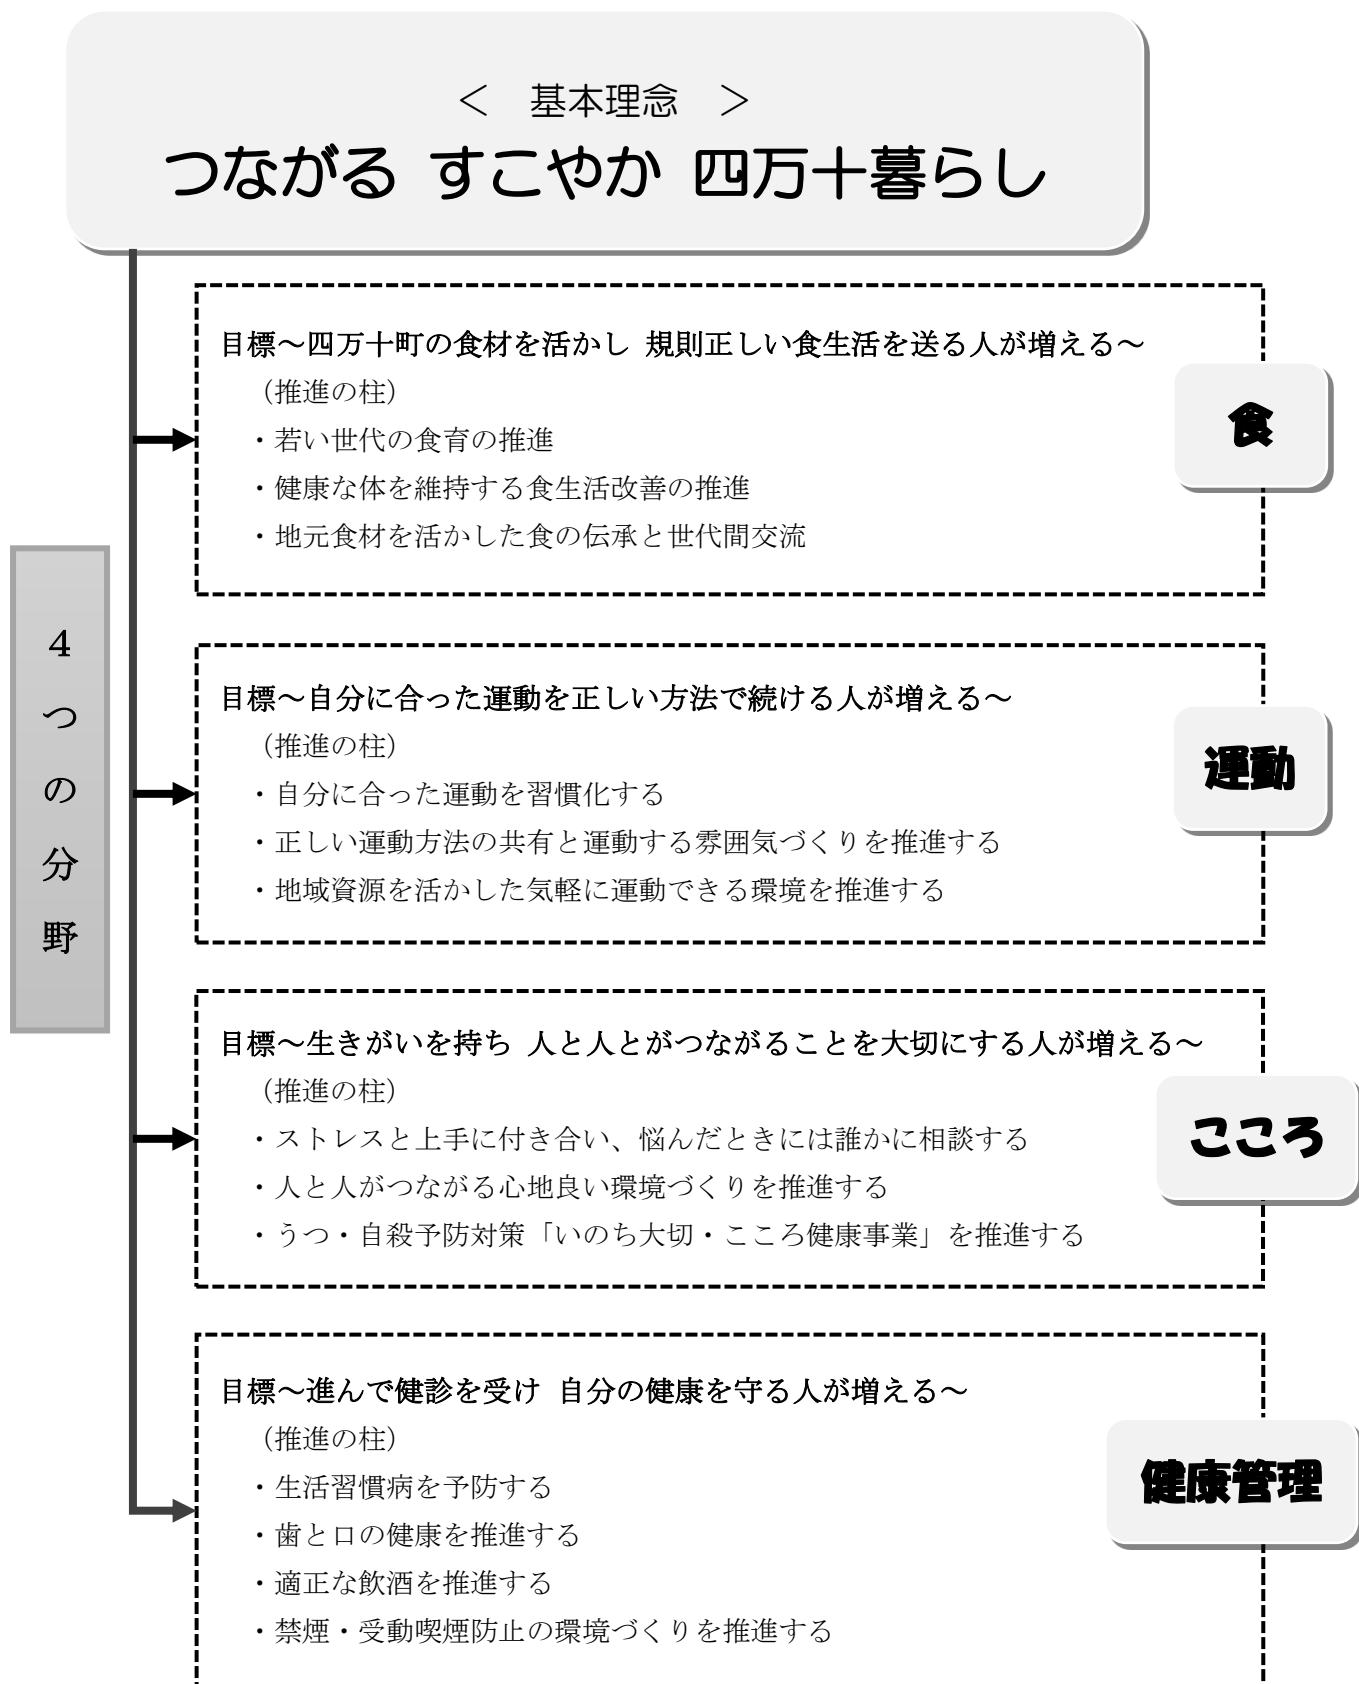 ＜　基本理念　＞
つながる すこやか 四万十暮らし
４つの分野
目標～四万十町の食材を活かし 規則正しい食生活を送る人が増える～
（推進の柱）
・若い世代の食育の推進
・健康な体を維持する食生活改善の推進
・地元食材を活かした食の伝承と世代間交流
食
目標～自分に合った運動を正しい方法で続ける人が増える～
（推進の柱）
・自分に合った運動を習慣化する
・正しい運動方法の共有と運動する雰囲気づくりを推進する
・地域資源を活かした気軽に運動できる環境を推進する
運動
目標～生きがいを持ち 人と人とがつながることを大切にする人が増える～
（推進の柱）
・ストレスと上手に付き合い、悩んだときには誰かに相談する
・人と人がつながる心地良い環境づくりを推進する
・うつ・自殺予防対策「いのち大切・こころ健康事業」を推進する
こころ
目標～進んで健診を受け 自分の健康を守る人が増える～
（推進の柱）
・生活習慣病を予防する
・歯と口の健康を推進する
・適正な飲酒を推進する
・禁煙・受動喫煙防止の環境づくりを推進する
健康管理